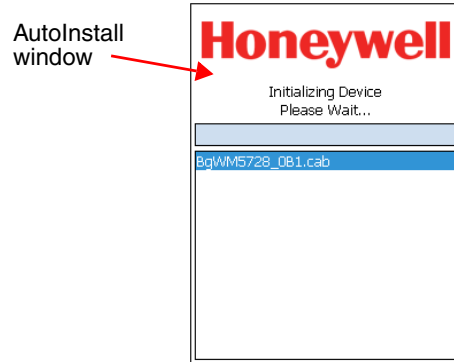 AutoInstall
window
Honeywell
Initializing Device
Please Wait...
BgWM5728_0B1.cab